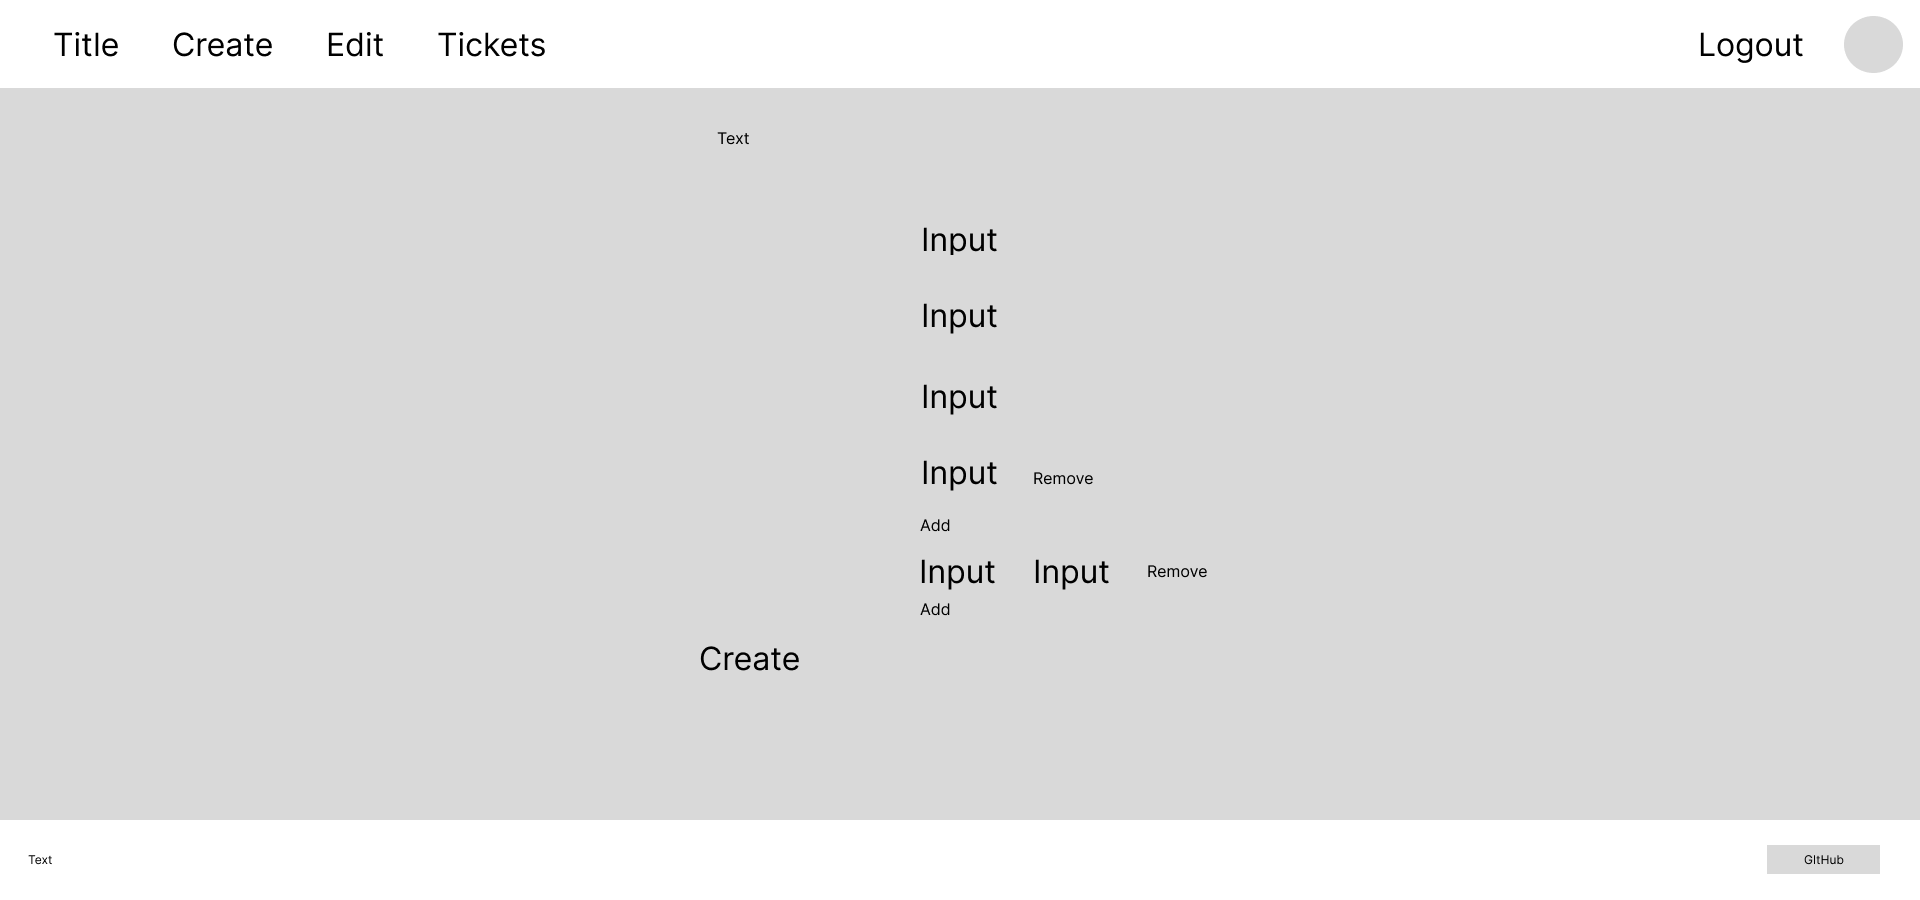 Title Create Edit Tickets Logout
Text
Input
Input
Input
Input Remove
Add
Input Input Remove
Add
Create
Text GItHub